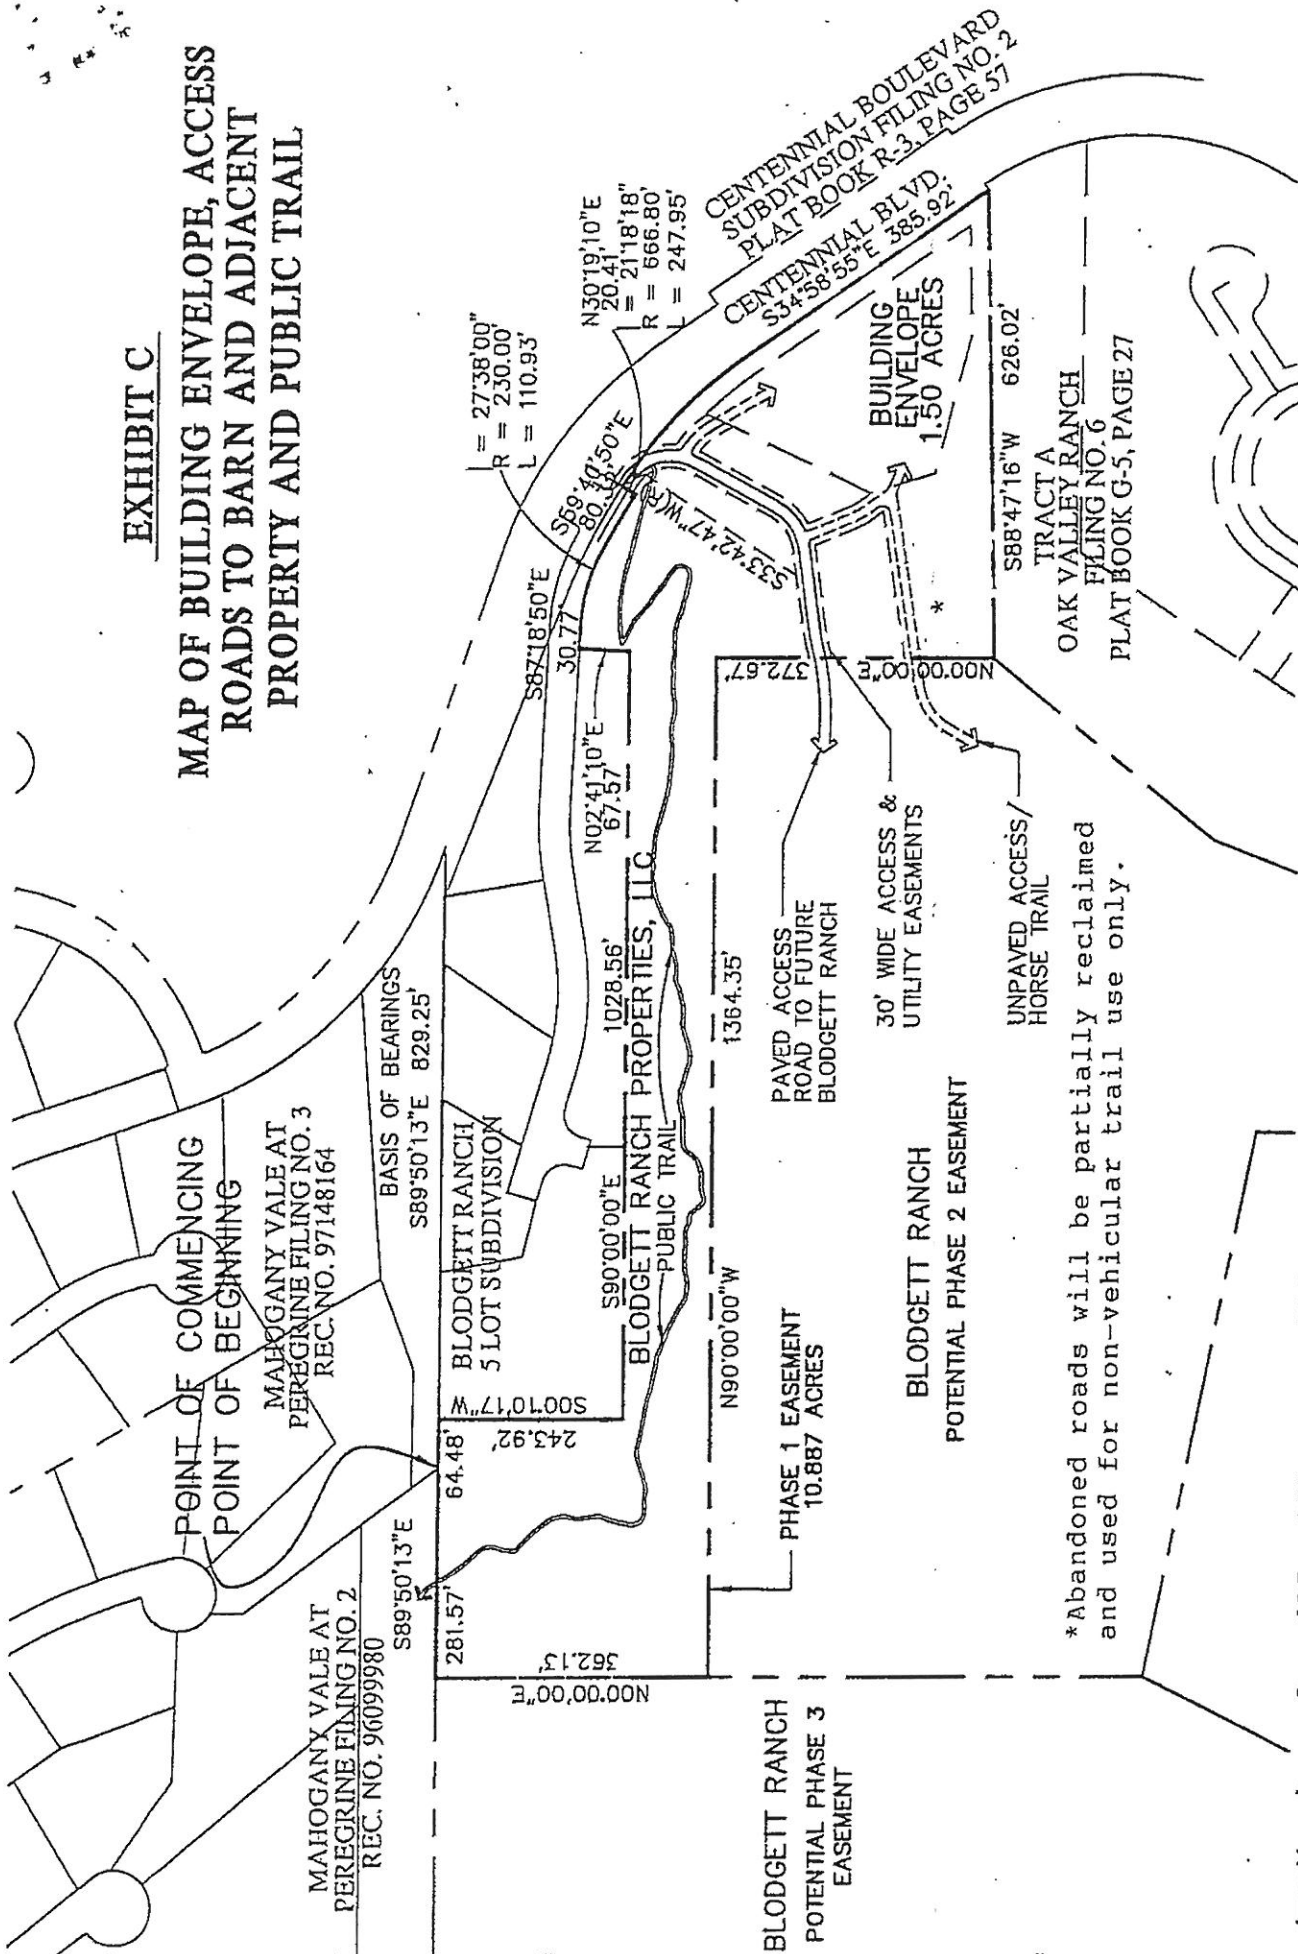 EXHIBIT C
MAP OF BUILDING ENVELOPE, ACCESS
ROADS TO BARN AND ADJACENT
PROPERTY AND PUBLIC TRAIL
POINT OF COMMENCING
POINT OF BEGINNING
MAHOGANY VALE AT
PEREGRINE FILING NO. 3
REC. NO. 97148164
MAHOGANY VALE AT
PEREGRINE FILING NO. 2
REC. NO. 96099980
S89°50'13"E
281.57'
64.48'
BASIS OF BEARINGS
S89°50'13"E 829.25'
BLODGETT RANCH
5 LOT SUBDIVISION
S00°10'17"W
243.92'
S90°00'00"E
1028.56'
BLODGETT RANCH PROPERTIES, LLC
PUBLIC TRAIL
N02°41'10"E
67.57'
S87°18'50"E
30.77'
= 27°38'00"
R = 230.00'
L = 110.93'
S59°40'50"E
N30°19'10"E
20.41'
= 21°18'18"
R = 666.80'
L = 247.95'
S33°42'47"W(R)
CENTENNIAL BOULEVARD
SUBDIVISION FILING NO. 2
PLAT BOOK R-3, PAGE 57
CENTENNIAL BLVD.
S34°58'55"E 385.92'
BUILDING
ENVELOPE
1.50 ACRES
S88°47'16"W 626.02'
TRACT A
OAK VALLEY RANCH
FILING NO. 6
PLAT BOOK G-5, PAGE 27
N00°00'00"E
372.67'
*
N90°00'00"W
1364.35'
N00°00'00"E
362.13'
PHASE 1 EASEMENT
10.887 ACRES
PAVED ACCESS
ROAD TO FUTURE
BLODGETT RANCH
30' WIDE ACCESS &
UTILITY EASEMENTS
UNPAVED ACCESS/
HORSE TRAIL
BLODGETT RANCH
POTENTIAL PHASE 2 EASEMENT
BLODGETT RANCH
POTENTIAL PHASE 3
EASEMENT
*Abandoned roads will be partially reclaimed
and used for non-vehicular trail use only.